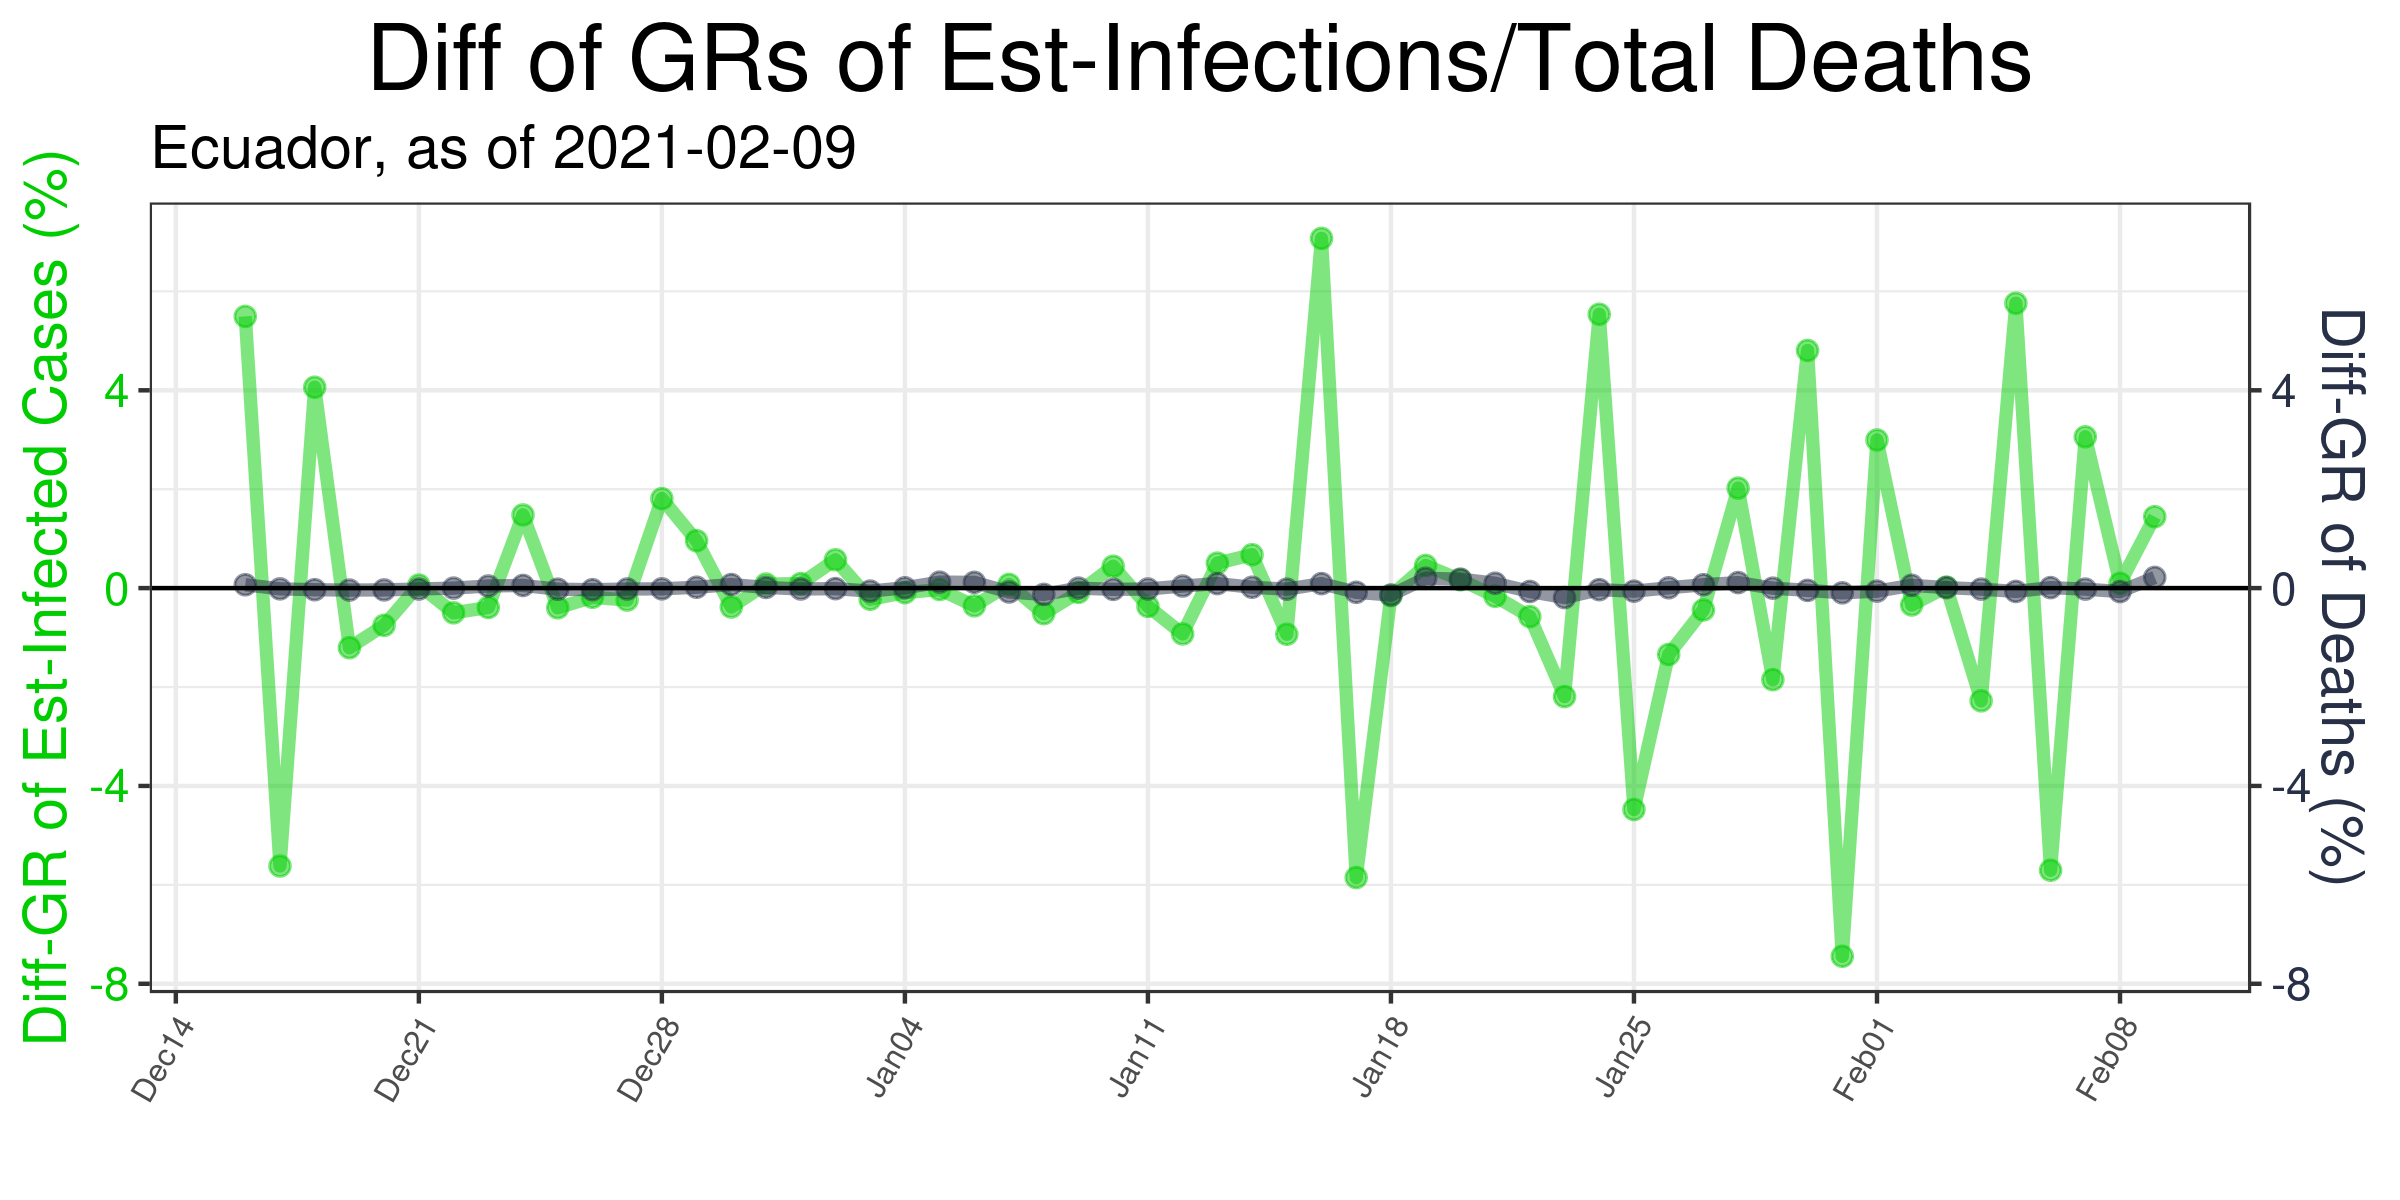 Diff of GRs of Est-Infections/Total Deaths
Ecuador, as of 2021-02-09
Diff-GR of Est-Infected Cases (%)
4
0
-4
-8
4
0
-4
-8
Diff-GR of Deaths (%)
Dec14
Dec21
Dec28
Jan04
Jan11
Jan18
Jan25
Feb01
Feb08